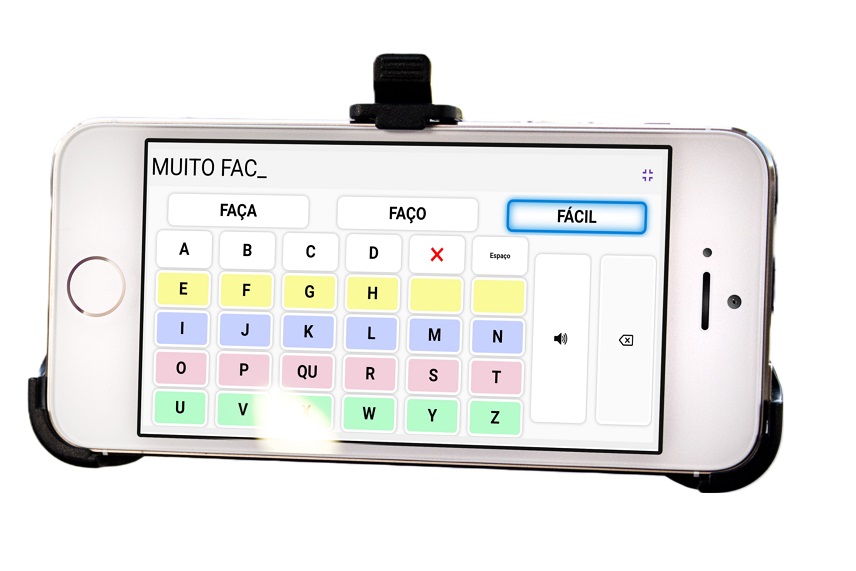 MUITO FAC_
FAÇA FAÇO FÁCIL
A B C D Espaço
E F G H
I J K L M N
O P QU R S T
U V W Y Z